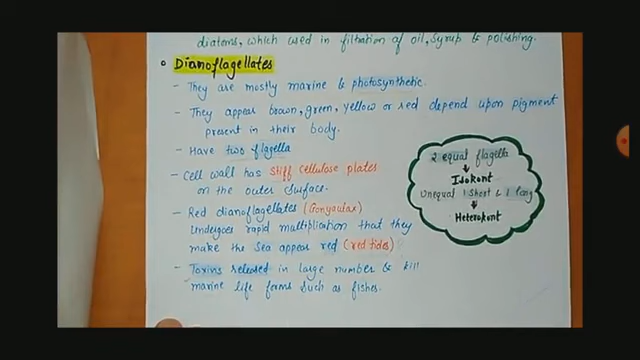 diatoms, which used in filtration of oil, syrup & polishing.
Dianoflagellates
- They are mostly marine & photosynthetic.
- They appear brown, green, yellow or red depend upon pigment
present in their body.
- Have two flagella
- Cell wall has stiff cellulose plates
on the outer surface.
- Red dianoflagellates (Gonyautax)
Undergoes rapid multiplication that they
make the sea appear red (red tides)
- Toxins released in large number & kill
marine life forms such as fishes.
2 equal flagilla
↓
Isokont
Unequal 1 short & 1 long
↓
Heterokont